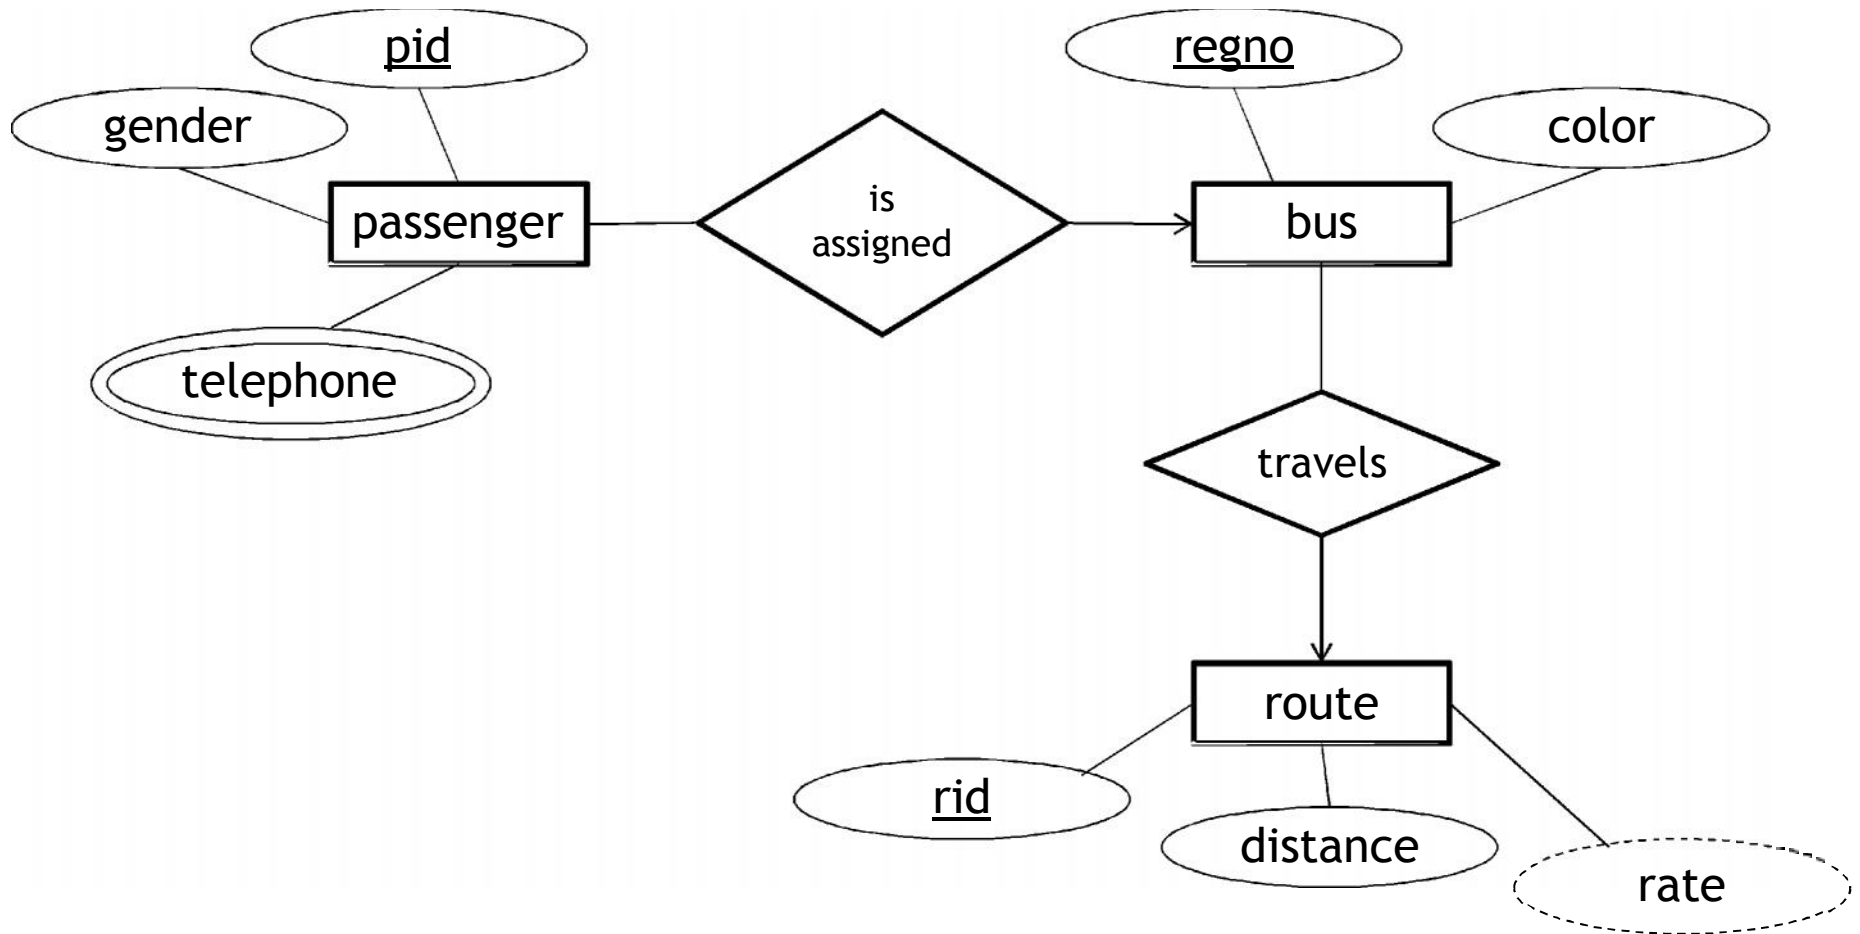 pid
regno
gender
color
passenger
is
assigned
bus
telephone
travels
route
rid
distance
rate